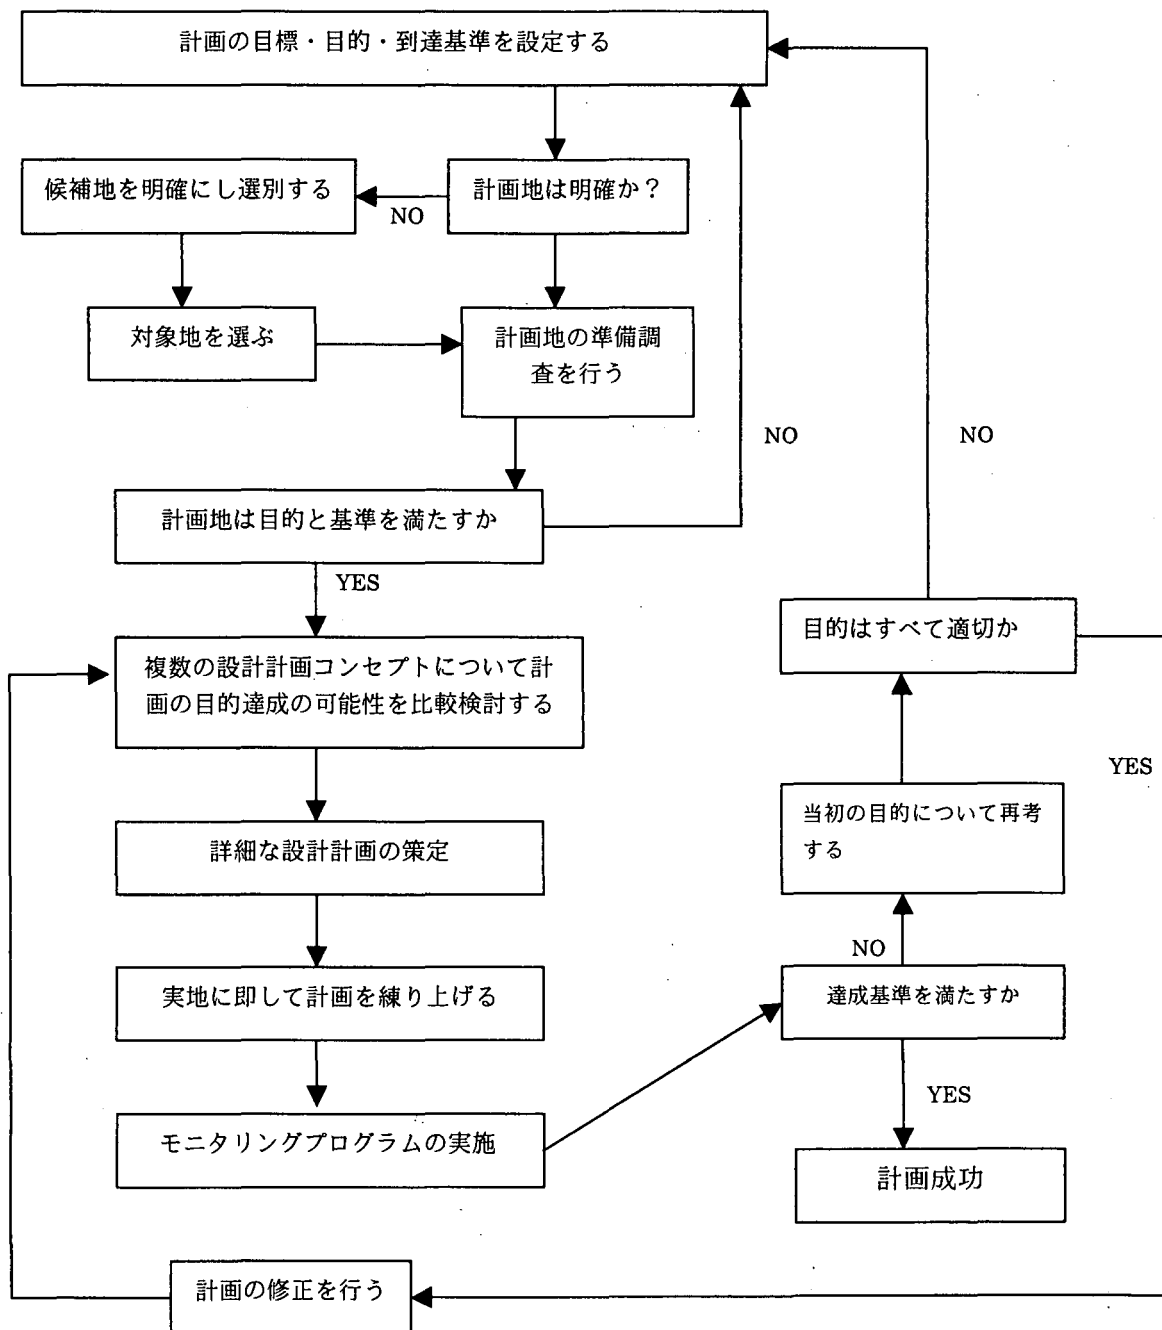 計画の目標・目的・到達基準を設定する
候補地を明確にし選別する
NO
計画地は明確か？
対象地を選ぶ
計画地の準備調
査を行う
NO
NO
計画地は目的と基準を満たすか
YES
目的はすべて適切か
複数の設計計画コンセプトについて計
画の目的達成の可能性を比較検討する
YES
当初の目的について再考
する
詳細な設計計画の策定
NO
実地に即して計画を練り上げる
達成基準を満たすか
YES
モニタリングプログラムの実施
計画成功
計画の修正を行う